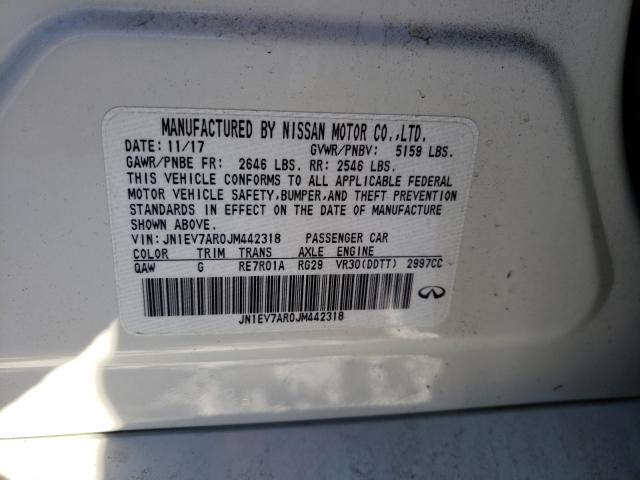 MANUFACTURED BY NISSAN MOTOR CO.,LTD.
DATE: 11/17 GVWR/PNBV: 5159 LBS.
GAWR/PNBE FR: 2646 LBS. RR: 2546 LBS.
THIS VEHICLE CONFORMS TO ALL APPLICABLE FEDERAL
MOTOR VEHICLE SAFETY,BUMPER,AND THEFT PREVENTION
STANDARDS IN EFFECT ON THE DATE OF MANUFACTURE
SHOWN ABOVE.
VIN: JN1EV7AR0JM442318 PASSENGER CAR
COLOR TRIM TRANS AXLE ENGINE
QAW G RE7R01A RG29 VR30(DDTT) 2997CC
JN1EV7AR0JM442318